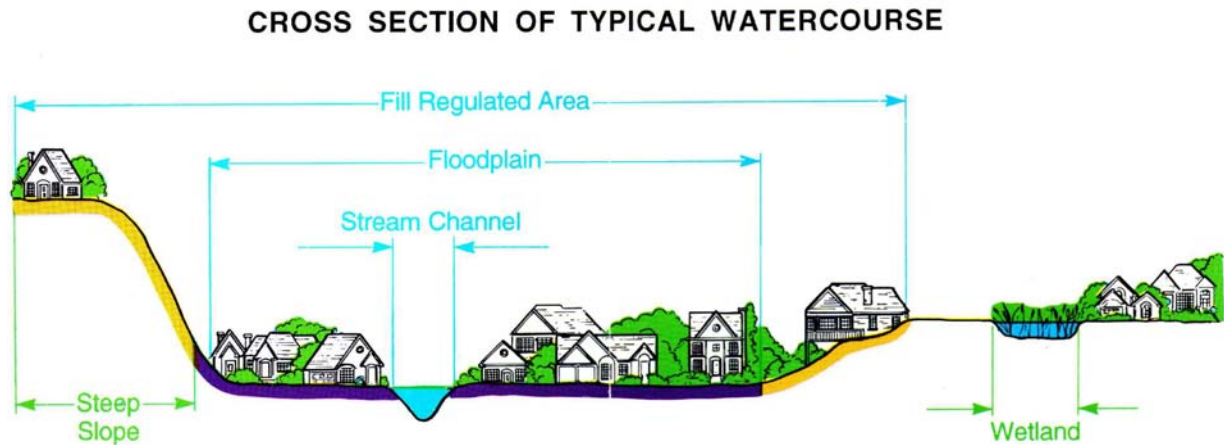 CROSS SECTION OF TYPICAL WATERCOURSE
Fill Regulated Area
Floodplain
Stream Channel
Steep
Slope
Wetland